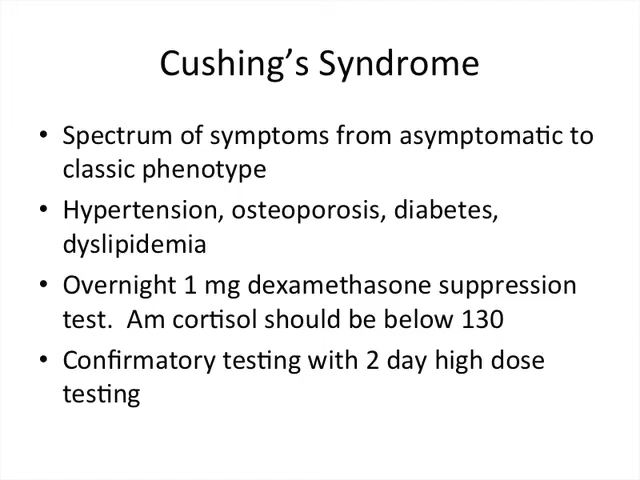 Cushing’s Syndrome
• Spectrum of symptoms from asymptomatic to
classic phenotype
• Hypertension, osteoporosis, diabetes,
dyslipidemia
• Overnight 1 mg dexamethasone suppression
test.  Am cortisol should be below 130
• Confirmatory testing with 2 day high dose
testing